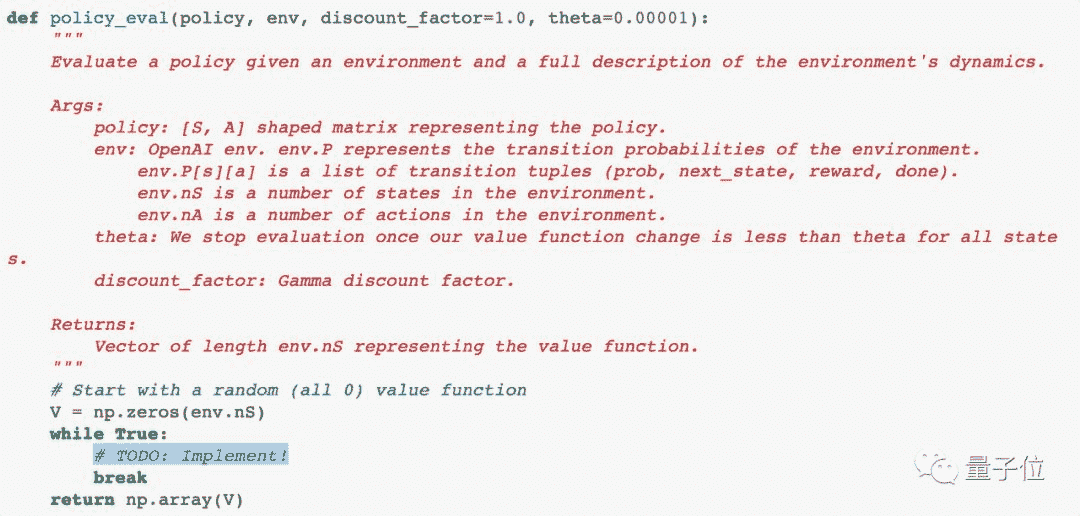 def policy_eval(policy, env, discount_factor=1.0, theta=0.00001):
    """
    Evaluate a policy given an environment and a full description of the environment's dynamics.

    Args:
        policy: [S, A] shaped matrix representing the policy.
        env: OpenAI env. env.P represents the transition probabilities of the environment.
            env.P[s][a] is a list of transition tuples (prob, next_state, reward, done).
            env.nS is a number of states in the environment.
            env.nA is a number of actions in the environment.
        theta: We stop evaluation once our value function change is less than theta for all state
s.
        discount_factor: Gamma discount factor.

    Returns:
        Vector of length env.nS representing the value function.
    """
    # Start with a random (all 0) value function
    V = np.zeros(env.nS)
    while True:
        # TODO: Implement!
        break
    return np.array(V)
量子位